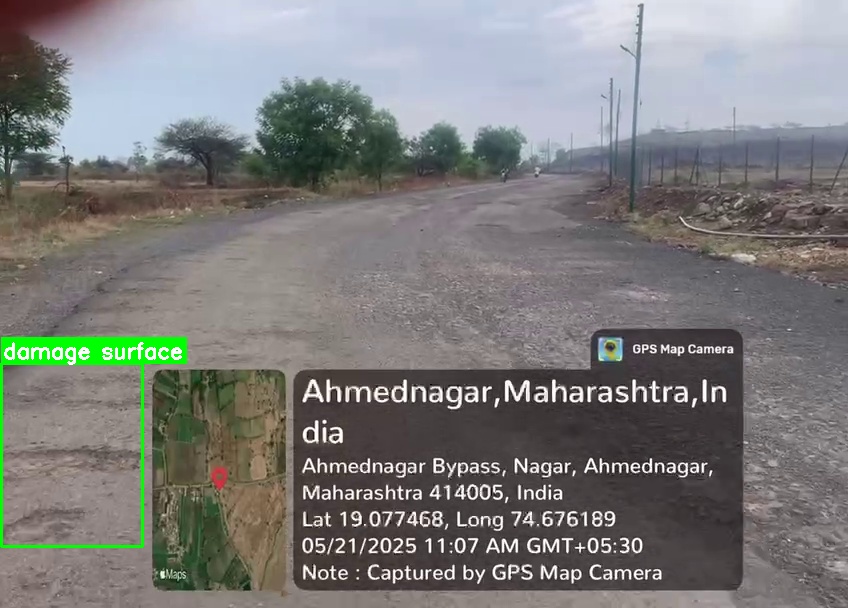 damage surface
GPS Map Camera
Ahmednagar,Maharashtra,In
dia
Ahmednagar Bypass, Nagar, Ahmednagar,
Maharashtra 414005, India
Lat 19.077468, Long 74.676189
05/21/2025 11:07 AM GMT+05:30
Note : Captured by GPS Map Camera
Maps